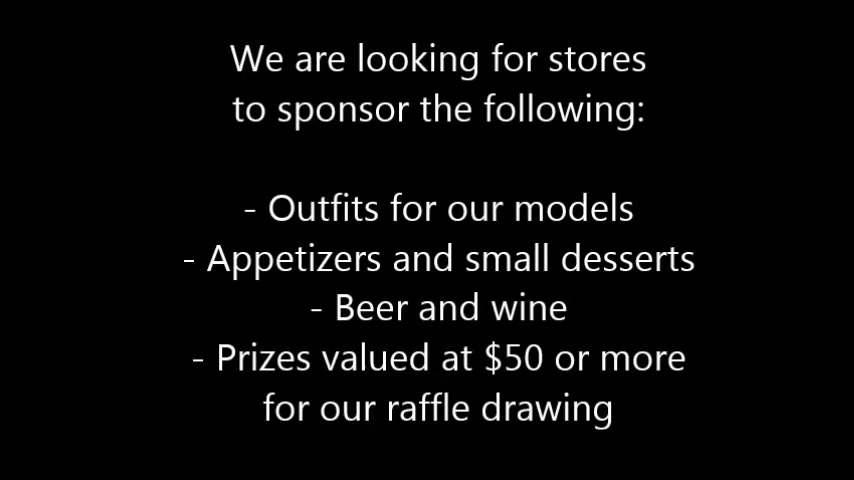 We are looking for stores
to sponsor the following:
- Outfits for our models
- Appetizers and small desserts
- Beer and wine
- Prizes valued at $50 or more
for our raffle drawing